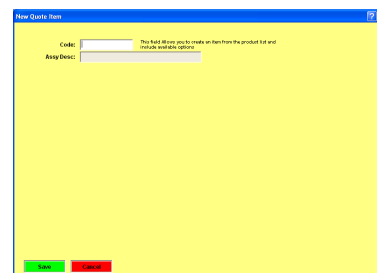 New Quote Item ?
Code: This field Allows you to create an item from the product list and
include available options
Assy Desc:
Save Cancel